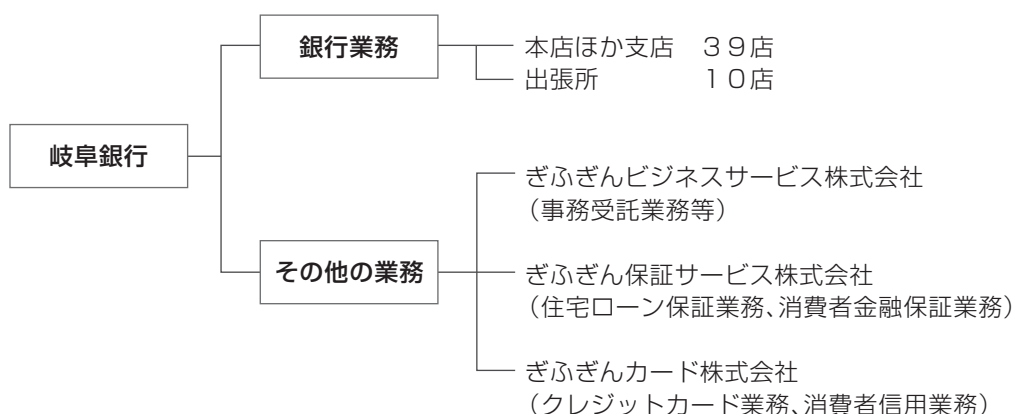 銀行業務
本店ほか支店 39店
出張所 10店
岐阜銀行
ぎふぎんビジネスサービス株式会社
(事務受託業務等)
その他の業務
ぎふぎん保証サービス株式会社
(住宅ローン保証業務、消費者金融保証業務)
ぎふぎんカード株式会社
(クレジットカード業務、消費者信用業務)